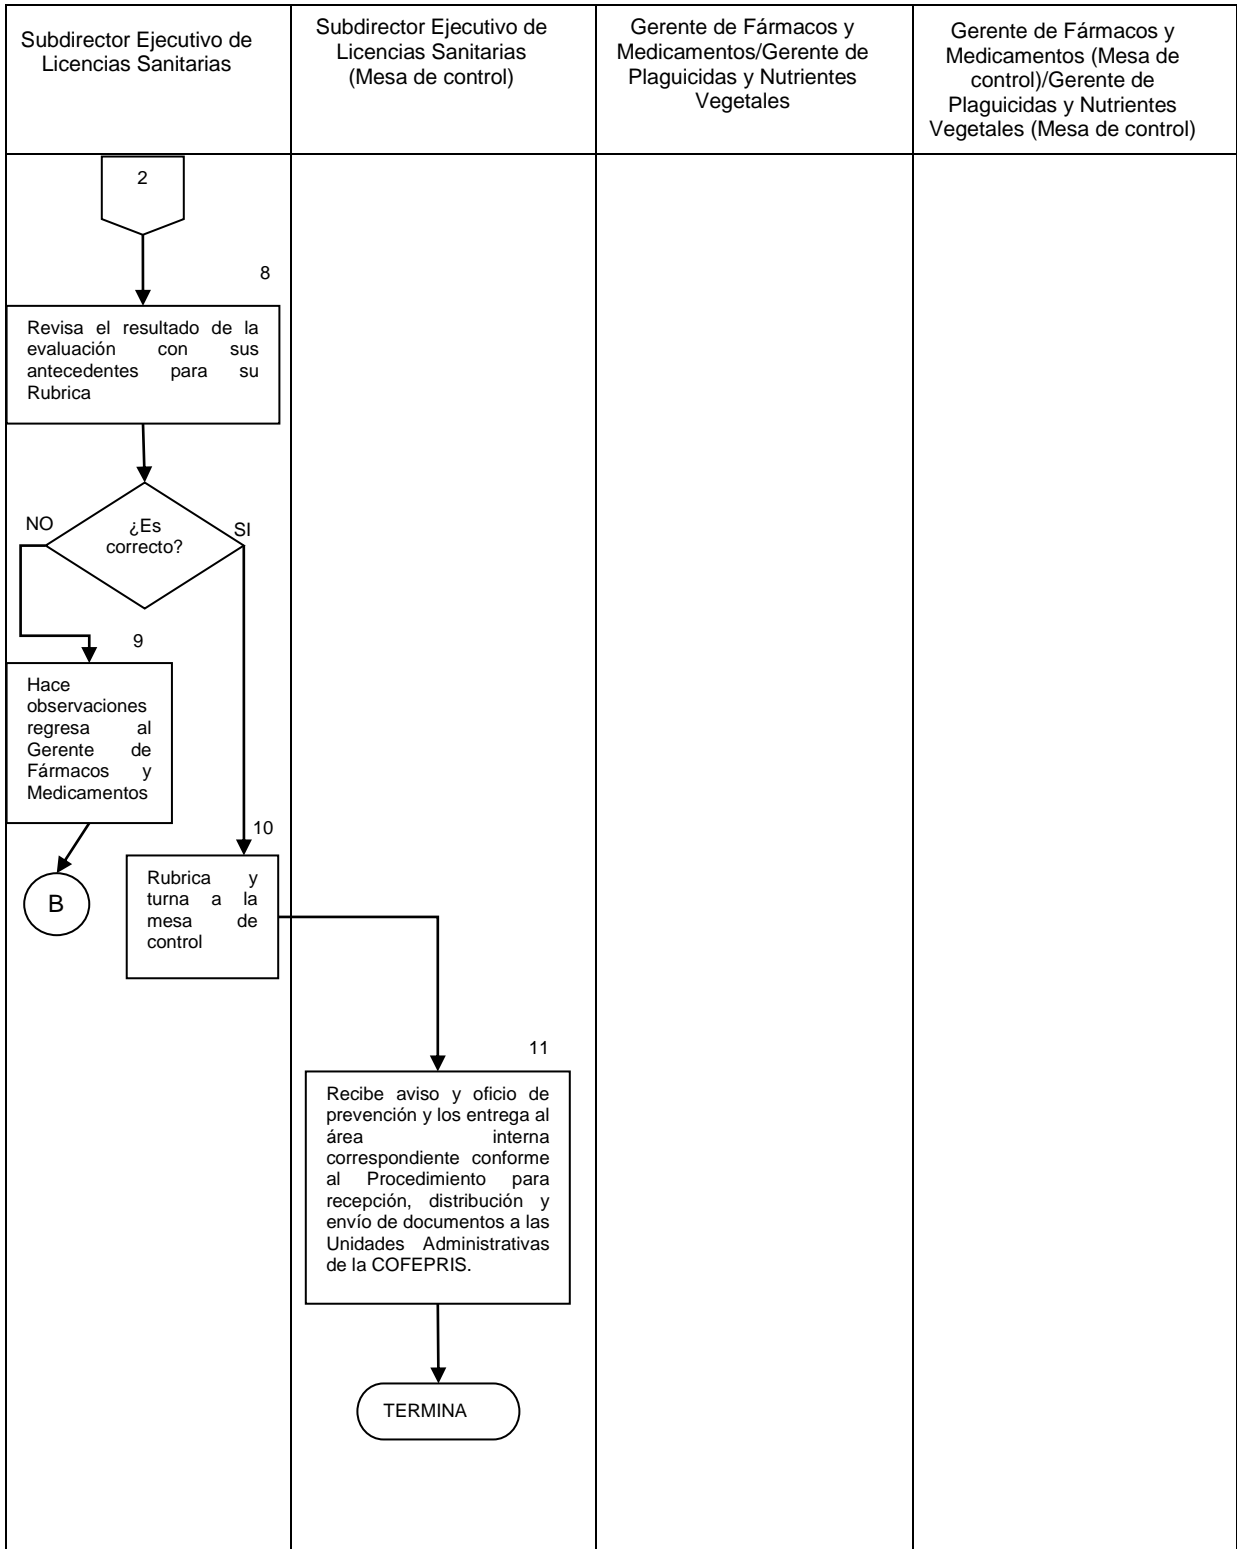 Subdirector Ejecutivo de
Licencias Sanitarias
Subdirector Ejecutivo de
Licencias Sanitarias
(Mesa de control)
Gerente de Fármacos y
Medicamentos/Gerente de
Plaguicidas y Nutrientes
Vegetales
Gerente de Fármacos y
Medicamentos (Mesa de
control)/Gerente de
Plaguicidas y Nutrientes
Vegetales (Mesa de control)
2
8
Revisa el resultado de la
evaluación con sus
antecedentes para su
Rubrica
¿Es
correcto?
NO
SI
9
Hace
observaciones
regresa al
Gerente de
Fármacos y
Medicamentos
B
10
Rubrica y
turna a la
mesa de
control
11
Recibe aviso y oficio de
prevención y los entrega al
área interna
correspondiente conforme
al Procedimiento para
recepción, distribución y
envío de documentos a las
Unidades Administrativas
de la COFEPRIS.
TERMINA